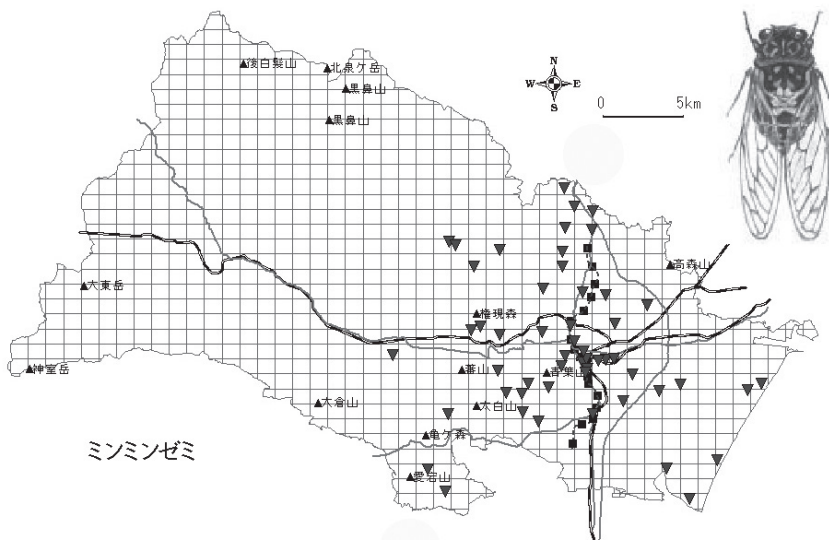 ▲後白髪山
▲北泉ケ岳
▲黒鼻山
▲黒鼻山
N
W E
S
0 5km
▲高森山
▲大東岳
▲権現森
▲神室岳
▲蕃山
▲青葉山
▲大倉山
▲太白山
▲亀ケ森
ミンミンゼミ
▲愛宕山